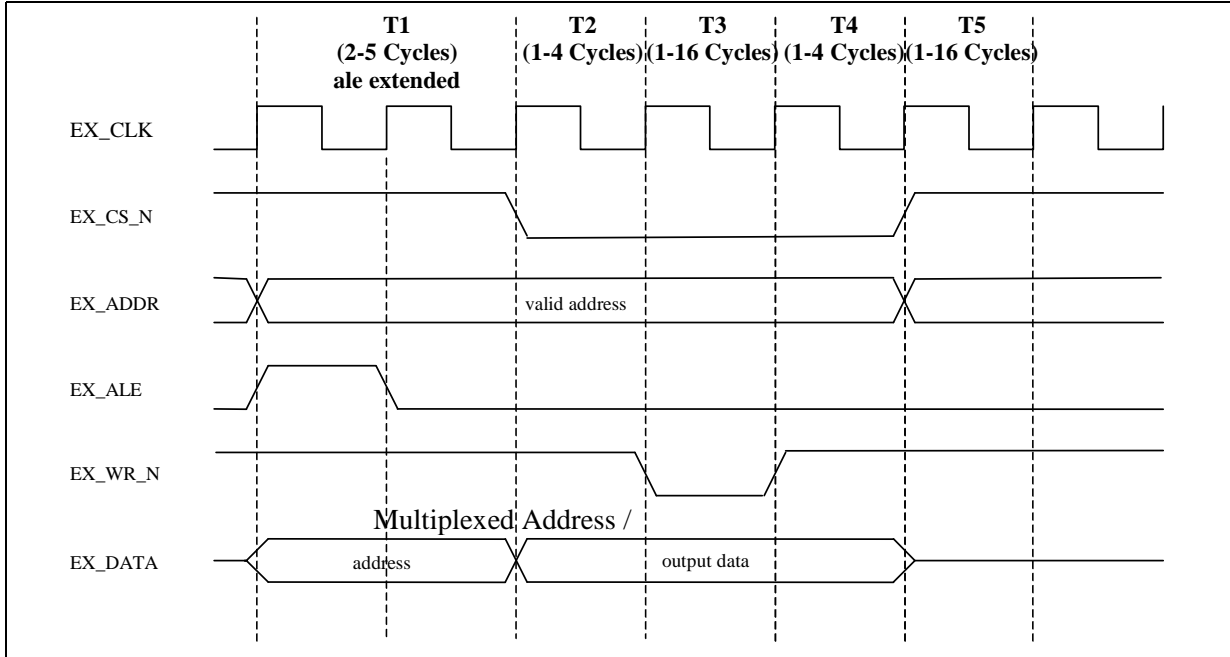 T1 T2 T3 T4 T5
(2-5 Cycles) (1-4 Cycles) (1-16 Cycles) (1-4 Cycles) (1-16 Cycles)
ale extended
EX_CLK
EX_CS_N
EX_ADDR valid address
EX_ALE
EX_WR_N
Multiplexed Address /
EX_DATA address output data